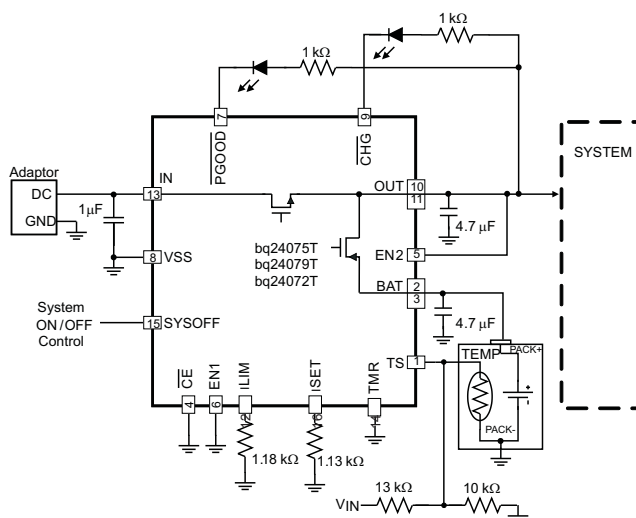 1 kΩ
1 kΩ
7
9
PGOOD
CHG
SYSTEM
Adaptor
DC
GND
IN
13
OUT
10
11
1μF
4.7 μF
bq24075T
bq24079T
bq24072T
EN2
5
8
VSS
BAT
2
3
4.7 μF
System
ON/OFF
Control
15
SYSOFF
TS
1
TEMP
PACK+
+
-
PACK-
CE
EN1
ILIM
ISET
TMR
4
6
12
16
14
1.18 kΩ
1.13 kΩ
13 kΩ
10 kΩ
VIN